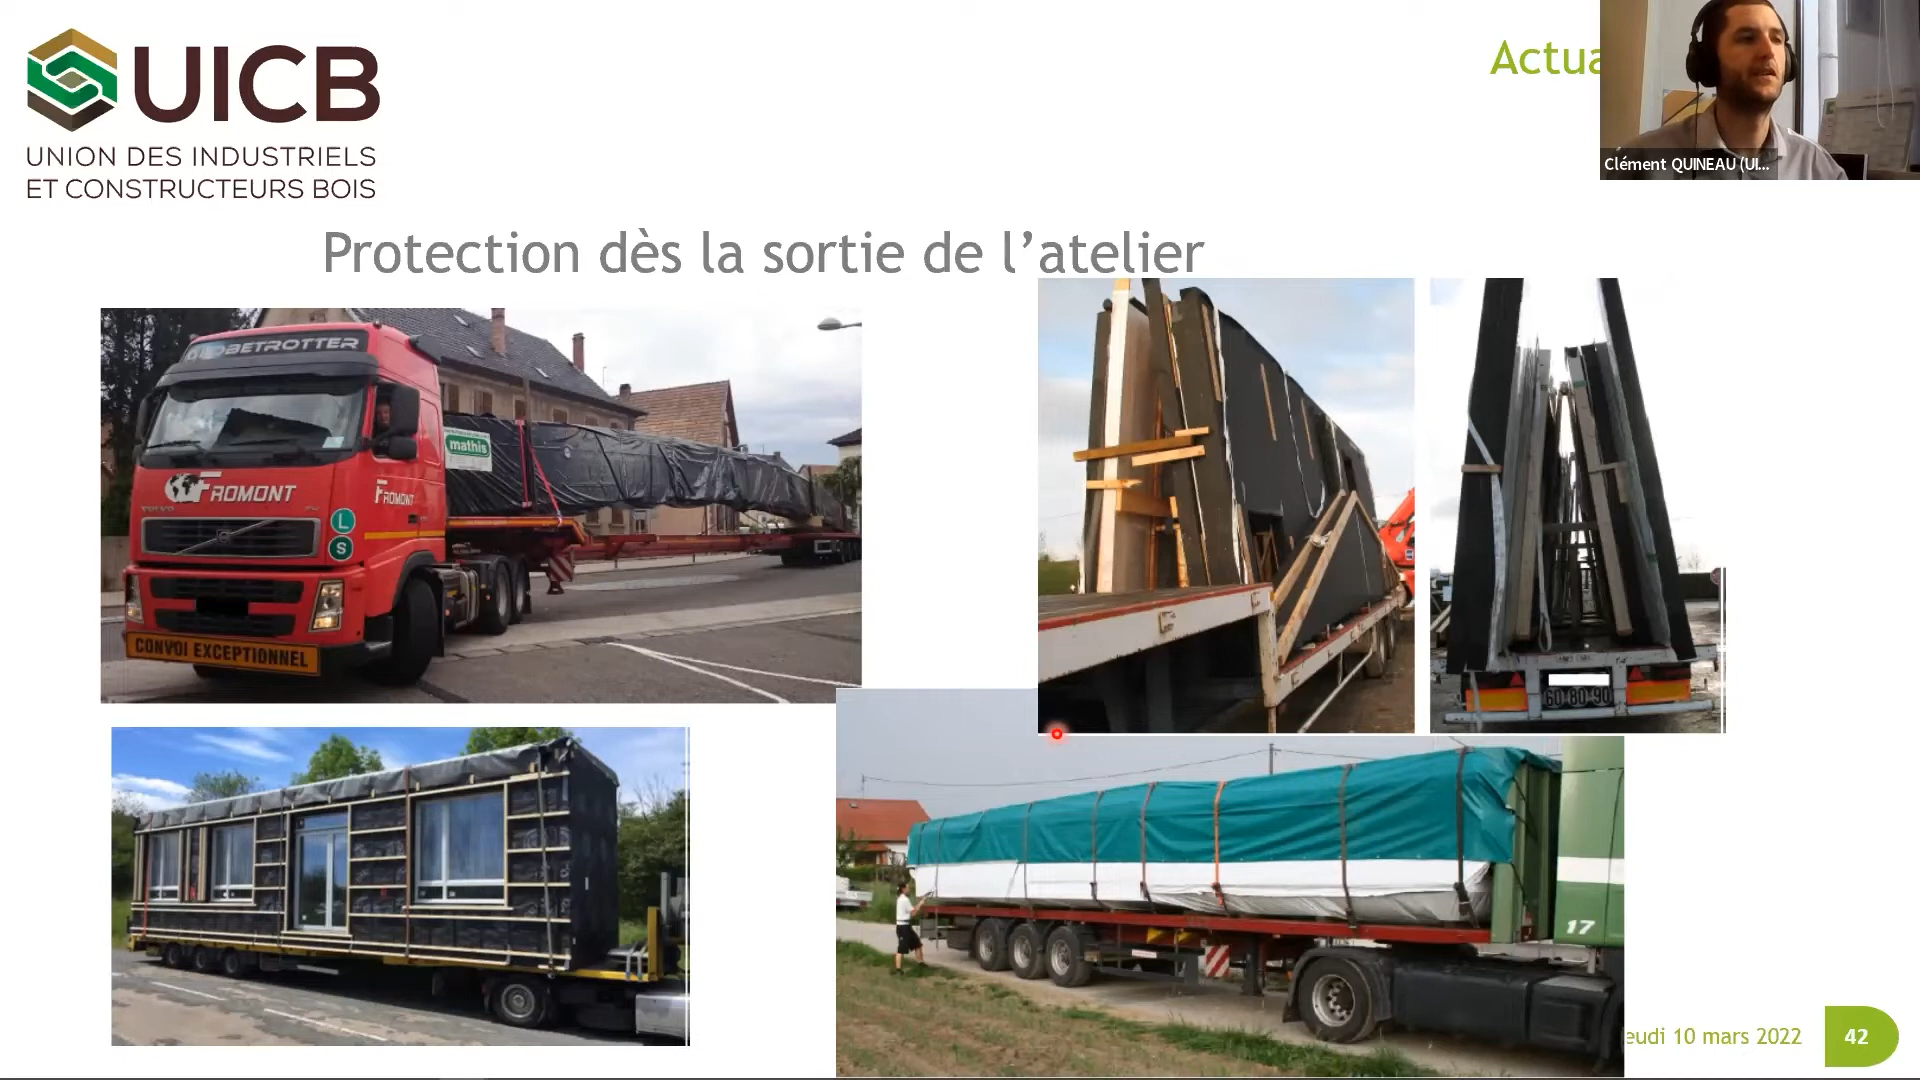 UICB
UNION DES INDUSTRIELS
ET CONSTRUCTEURS BOIS
Actua
Clément QUINEAU (UI...
Protection dès la sortie de l'atelier
GLOBETROTTER
mathis
FROMONT
FROMONT
VOLVO
L
S
CONVOI EXCEPTIONNEL
60 80 90
17
eudi 10 mars 2022
42